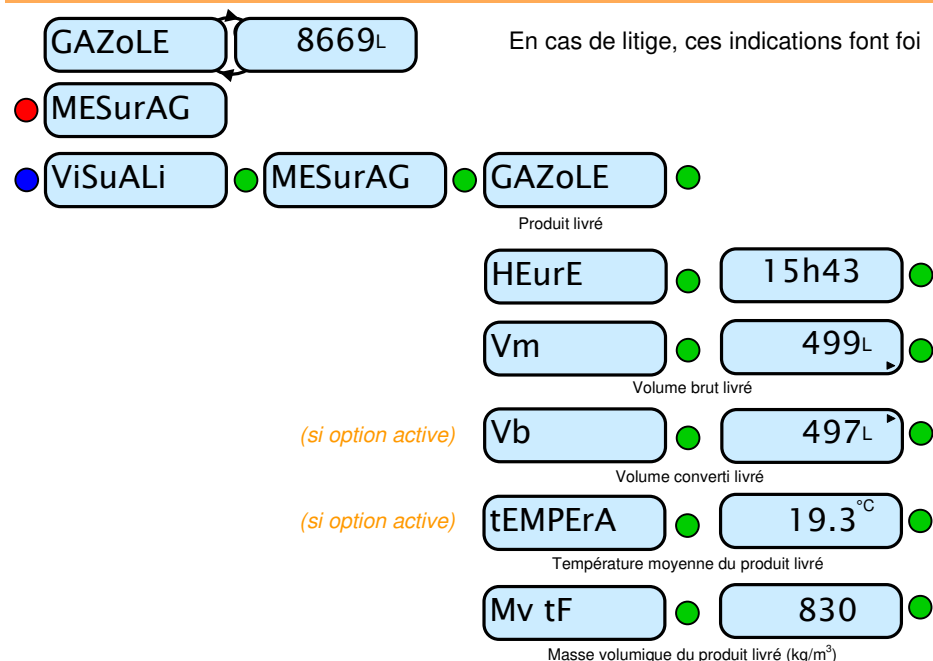 GAZoLE 8669L En cas de litige, ces indications font foi
MESurAG
ViSuALi MESurAG GAZoLE
Produit livré
HEurE 15h43
Vm 499L
Volume brut livré
(si option active) Vb 497L
Volume converti livré
(si option active) tEMPErA 19.3°C
Température moyenne du produit livré
Mv tF 830
Masse volumique du produit livré (kg/m³)